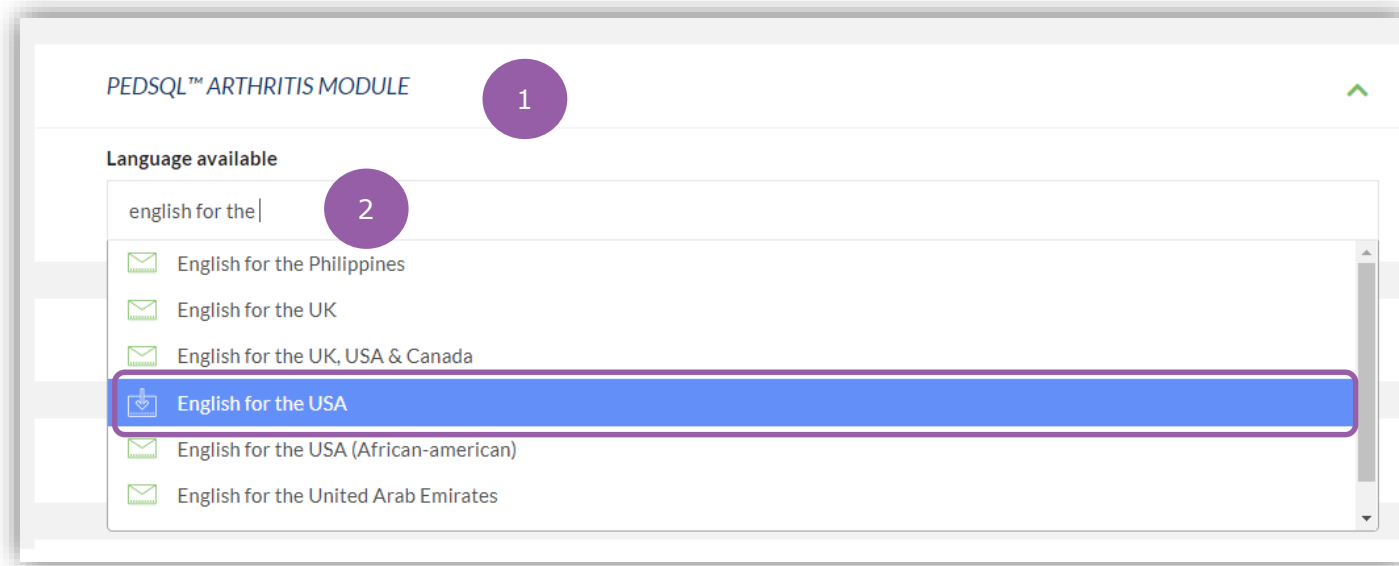 PEDSQL™ ARTHRITIS MODULE
1
Language available
english for the
2
English for the Philippines
English for the UK
English for the UK, USA & Canada
English for the USA
English for the USA (African-american)
English for the United Arab Emirates